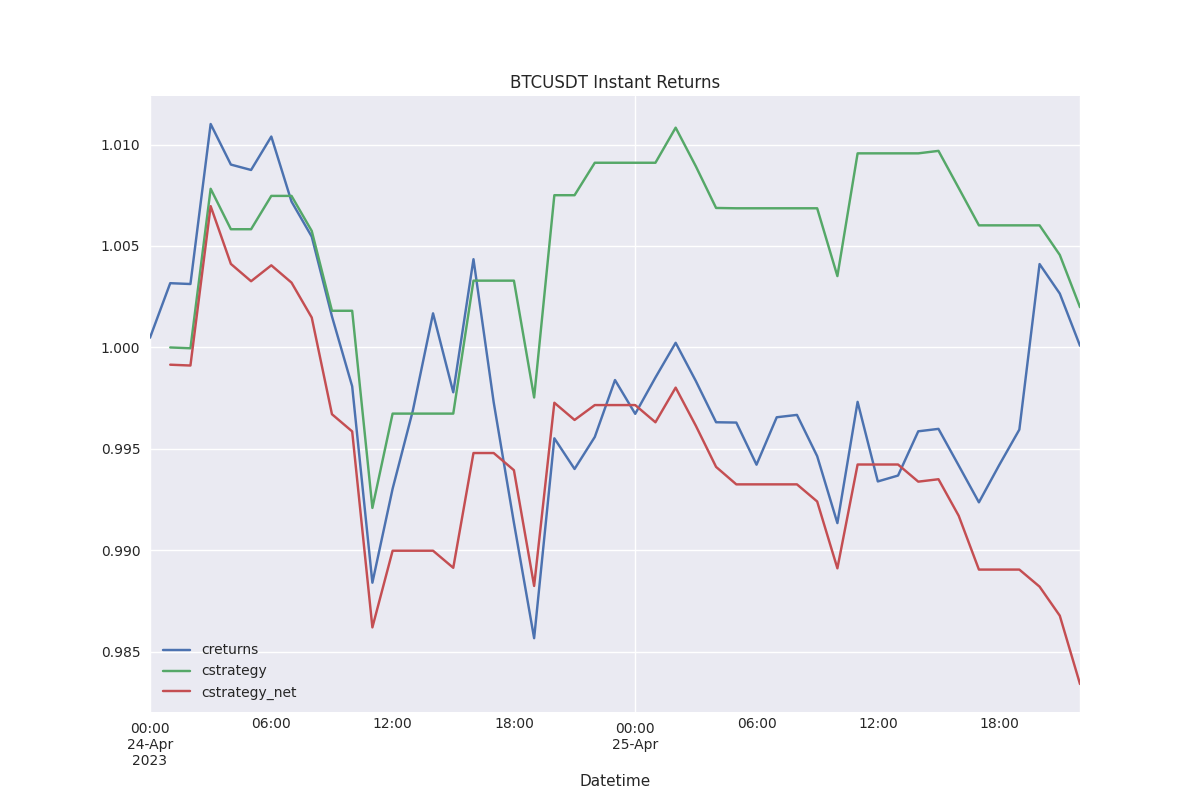 BTCUSDT Instant Returns
1.010
1.005
1.000
0.995
0.990
0.985
creturns
cstrategy
cstrategy_net
00:00 06:00 12:00 18:00 00:00 06:00 12:00 18:00
24-Apr 25-Apr
2023
Datetime